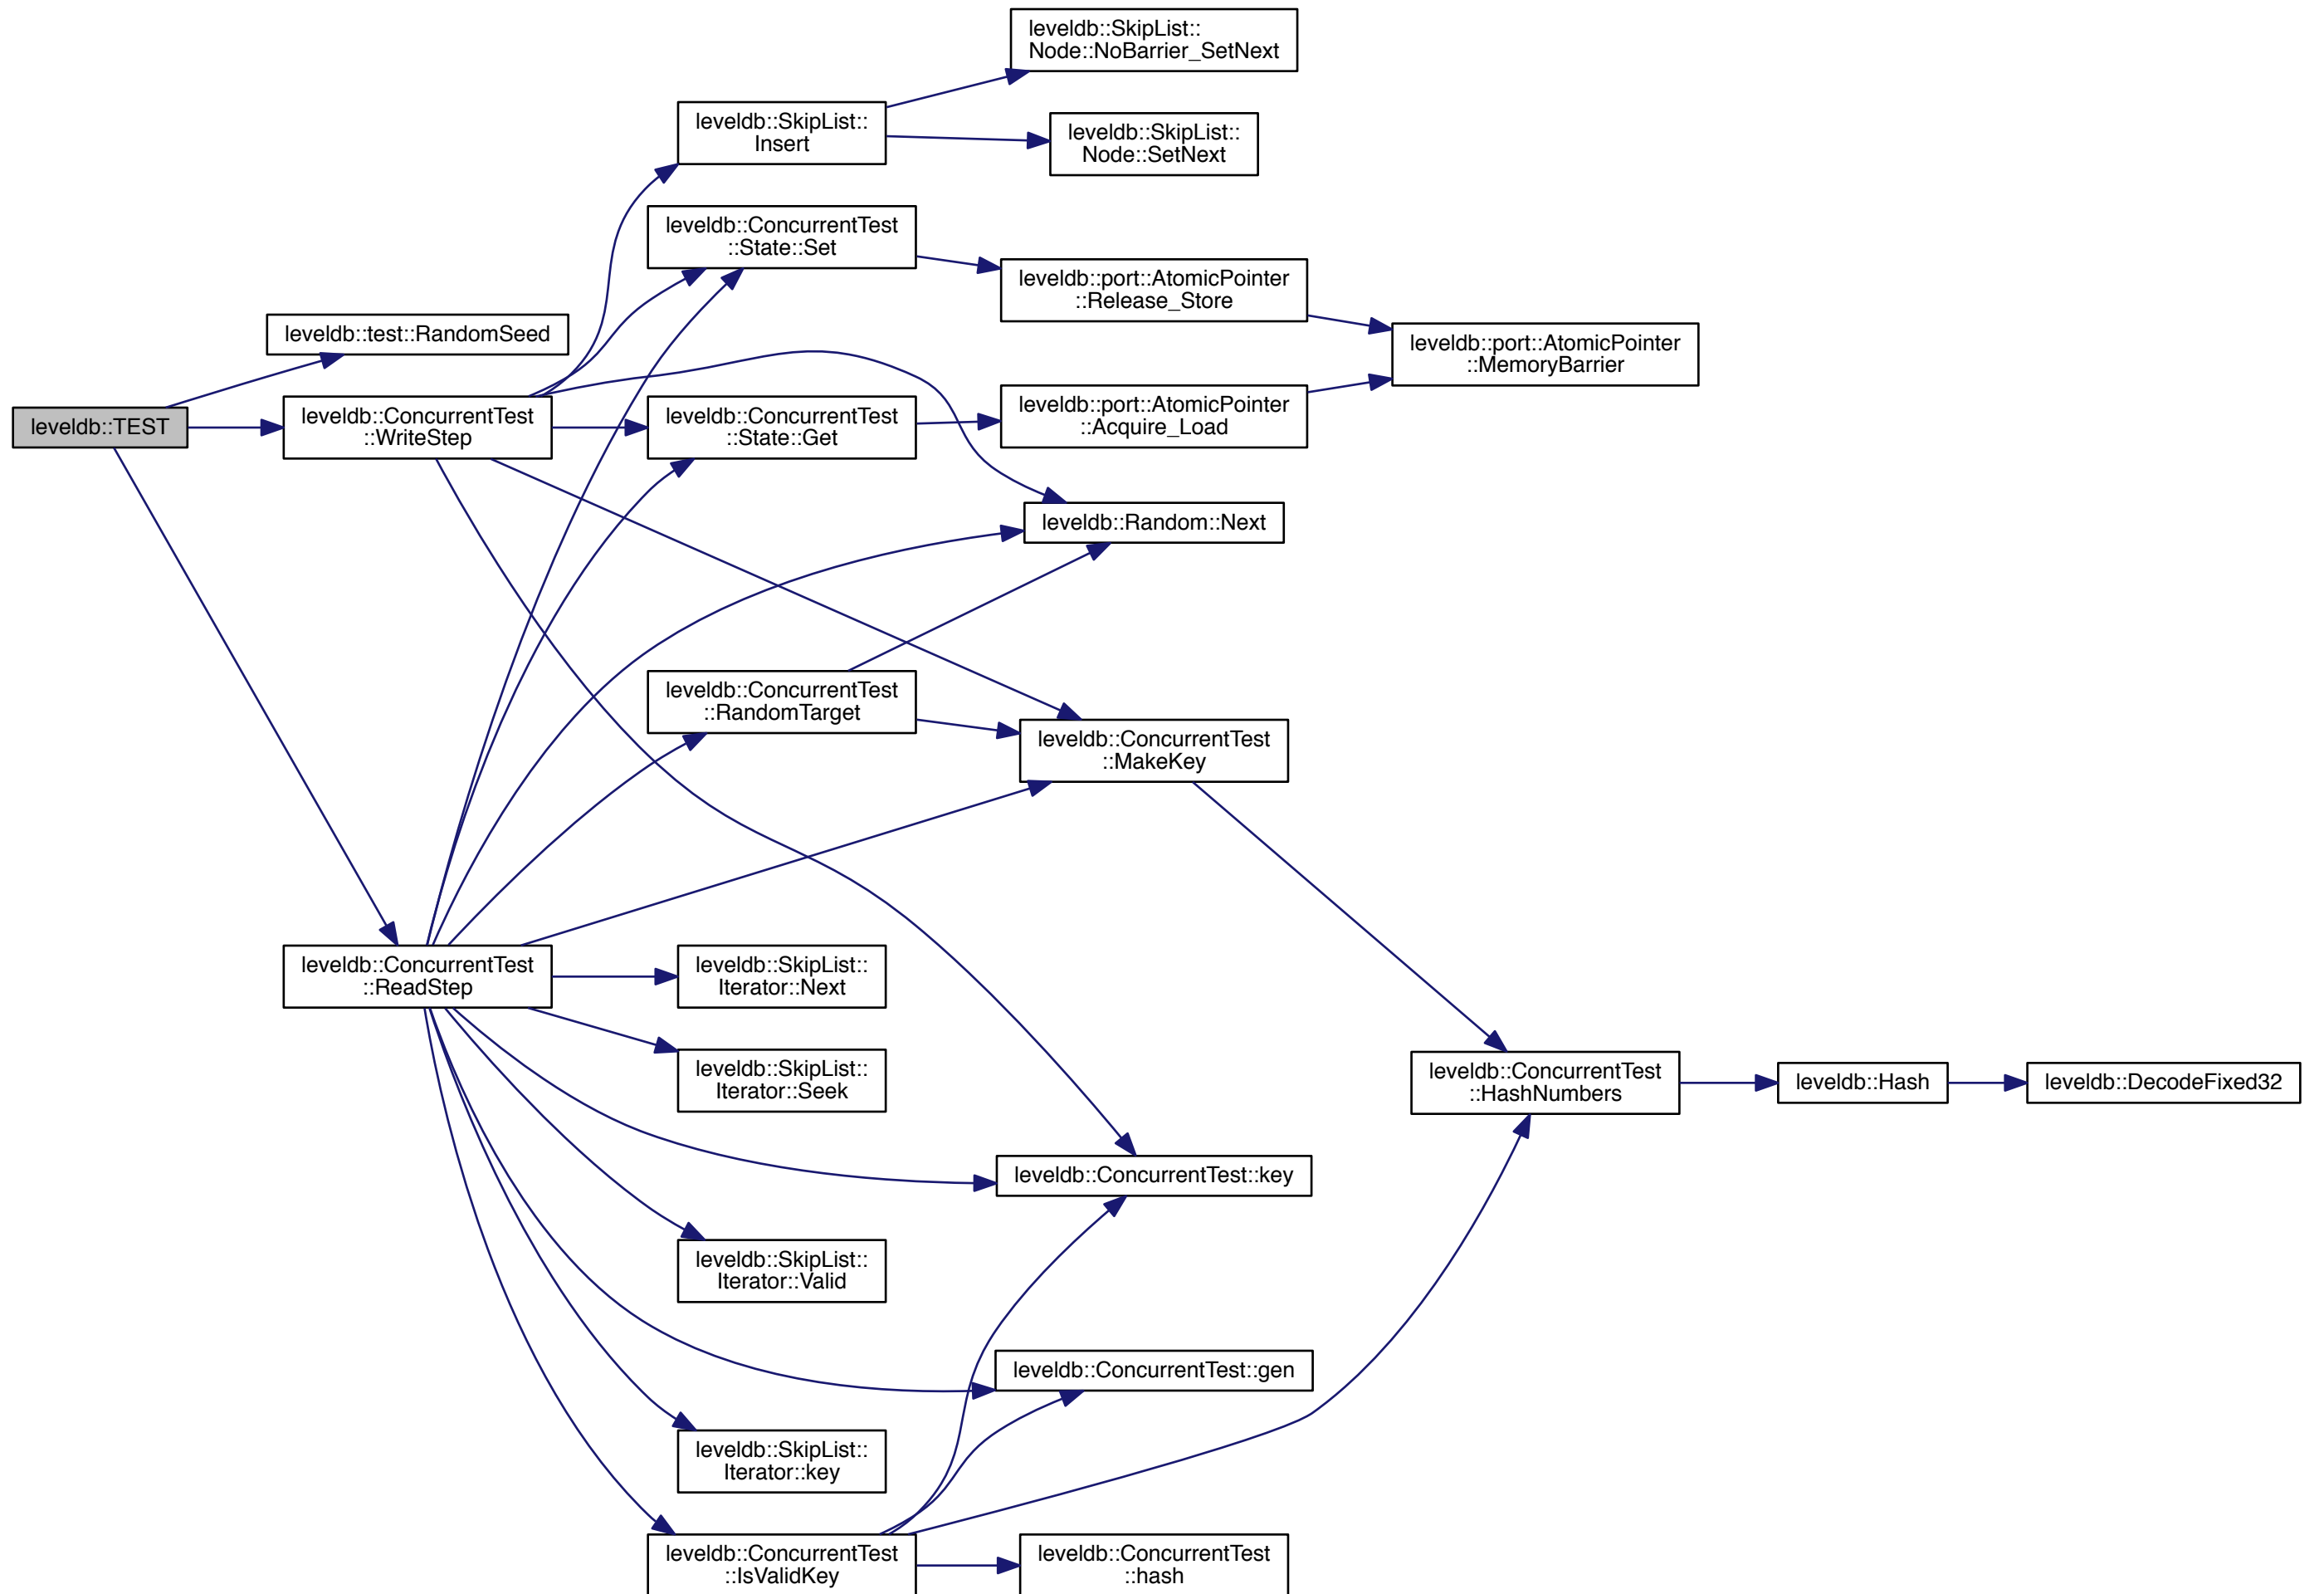 leveldb::SkipList::
Node::NoBarrier_SetNext
leveldb::SkipList::
Insert
leveldb::SkipList::
Node::SetNext
leveldb::ConcurrentTest
::State::Set
leveldb::port::AtomicPointer
::Release_Store
leveldb::test::RandomSeed
leveldb::port::AtomicPointer
::MemoryBarrier
leveldb::TEST
leveldb::ConcurrentTest
::WriteStep
leveldb::ConcurrentTest
::State::Get
leveldb::port::AtomicPointer
::Acquire_Load
leveldb::Random::Next
leveldb::ConcurrentTest
::RandomTarget
leveldb::ConcurrentTest
::MakeKey
leveldb::ConcurrentTest
::ReadStep
leveldb::SkipList::
Iterator::Next
leveldb::SkipList::
Iterator::Seek
leveldb::ConcurrentTest
::HashNumbers
leveldb::Hash
leveldb::DecodeFixed32
leveldb::ConcurrentTest::key
leveldb::SkipList::
Iterator::Valid
leveldb::ConcurrentTest::gen
leveldb::SkipList::
Iterator::key
leveldb::ConcurrentTest
::IsValidKey
leveldb::ConcurrentTest
::hash